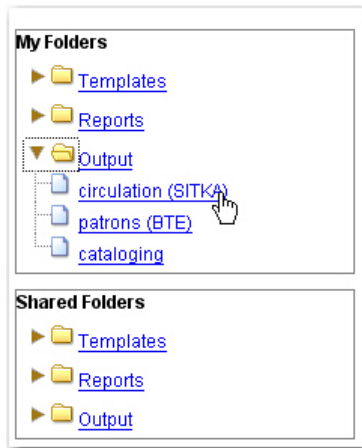 My Folders
Templates
Reports
Output
circulation (SITKA)
patrons (BTE)
cataloging
Shared Folders
Templates
Reports
Output